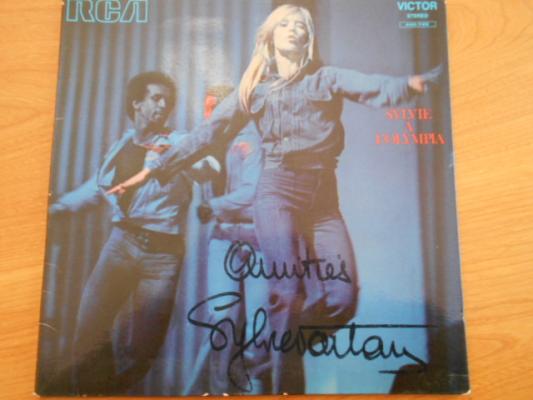 RCA
VICTOR
STEREO
SYLVIE
A
L'OLYMPIA
Amitiés
Sylvie Vartan